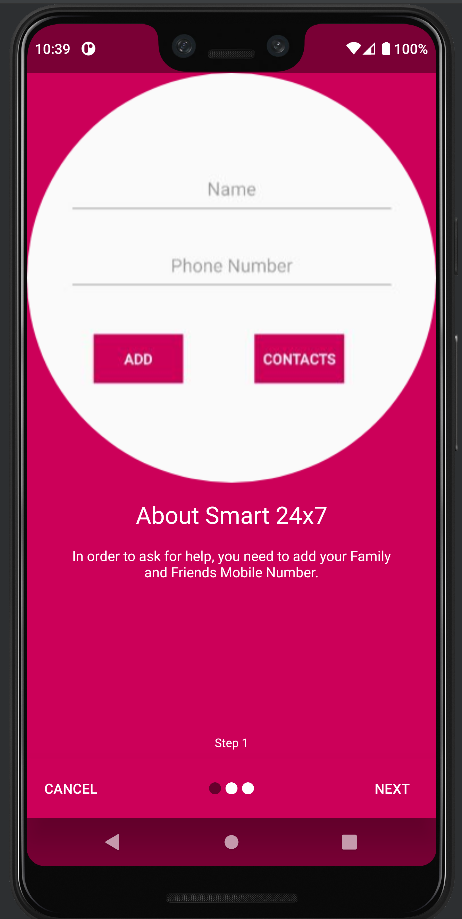 10:39 100%
Name
Phone Number
ADD CONTACTS
About Smart 24x7
In order to ask for help, you need to add your Family
and Friends Mobile Number.
Step 1
CANCEL NEXT